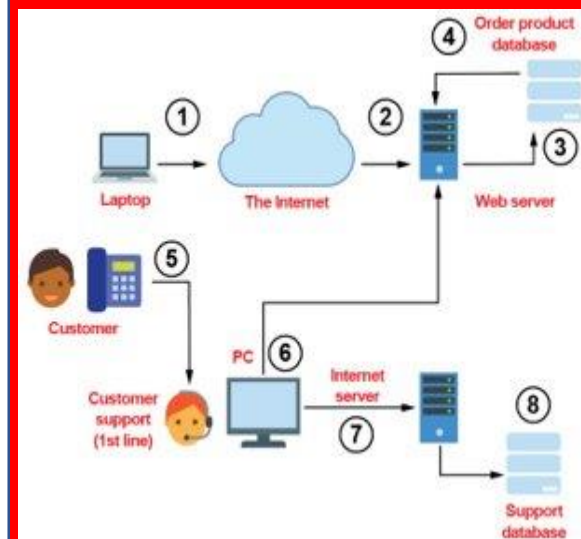 4
Order product
database
1
2
3
Laptop
The Internet
Web server
5
Customer
PC
6
Internet
server
Customer
support
(1st line)
7
8
Support
database